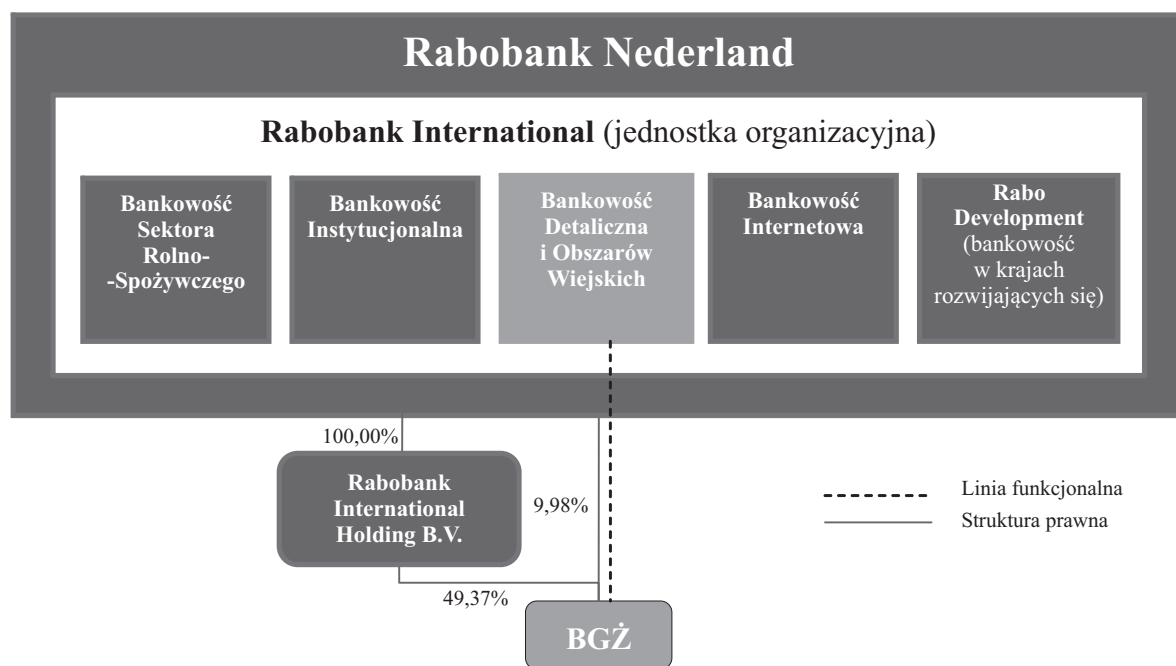 Rabobank Nederland
Rabobank International (jednostka organizacyjna)
Bankowość
Sektora
Rolno-
-Spożywczego
Bankowość
Instytucjonalna
Bankowość
Detaliczna
i Obszarów
Wiejskich
Bankowość
Internetowa
Rabo
Development
(bankowość
w krajach
rozwijających się)
100,00%
Rabobank
International
Holding B.V.
9,98%
49,37%
BGŻ
Linia funkcjonalna
Struktura prawna